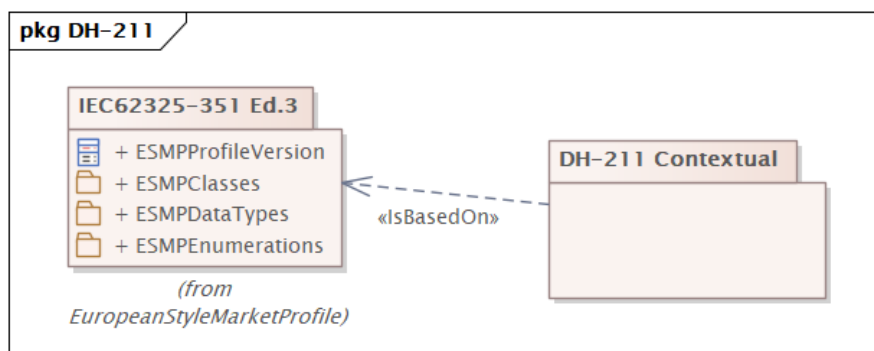 pkg DH-211
IEC62325-351 Ed.3
+ ESMPProfileVersion
+ ESMPClasses
+ ESMPDataTypes
+ ESMPEnumerations
(from
EuropeanStyleMarketProfile)
«IsBasedOn»
DH-211 Contextual